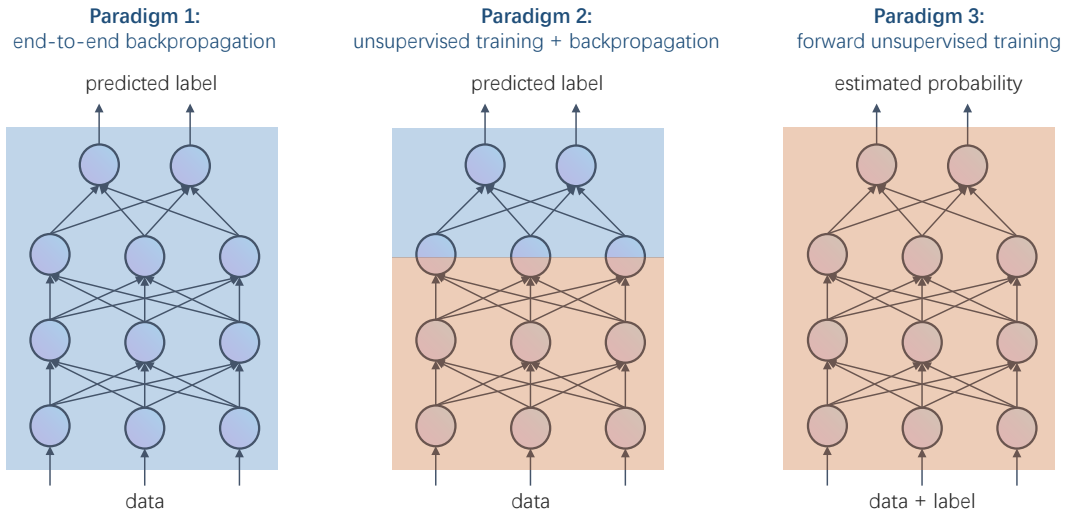 Paradigm 1:
end-to-end backpropagation
predicted label
data
Paradigm 2:
unsupervised training + backpropagation
predicted label
data
Paradigm 3:
forward unsupervised training
estimated probability
data + label